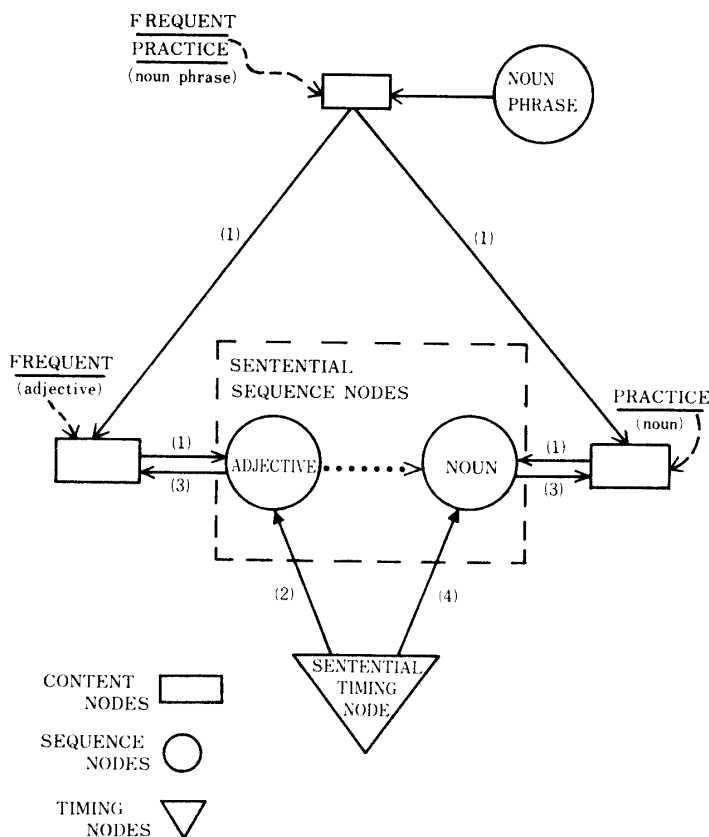 FREQUENT
PRACTICE
(noun phrase)
NOUN
PHRASE
(1)
(1)
FREQUENT
(adjective)
SENTENTIAL
SEQUENCE NODES
PRACTICE
(noun)
(1)
ADJECTIVE
NOUN
(1)
(3)
(3)
(2)
(4)
SENTENTIAL
TIMING
NODE
CONTENT
NODES
SEQUENCE
NODES
TIMING
NODES